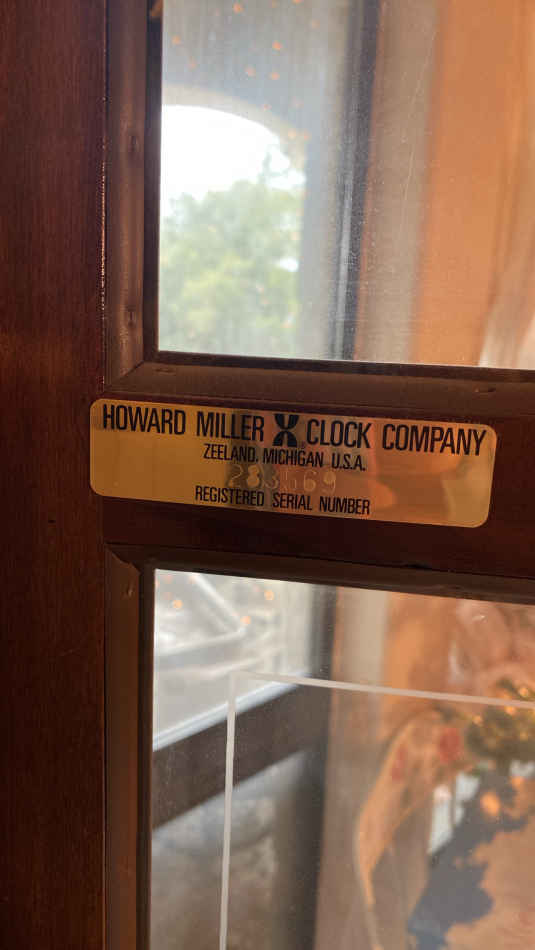 HOWARD MILLER CLOCK COMPANY
ZEELAND, MICHIGAN U.S.A.
REGISTERED SERIAL NUMBER